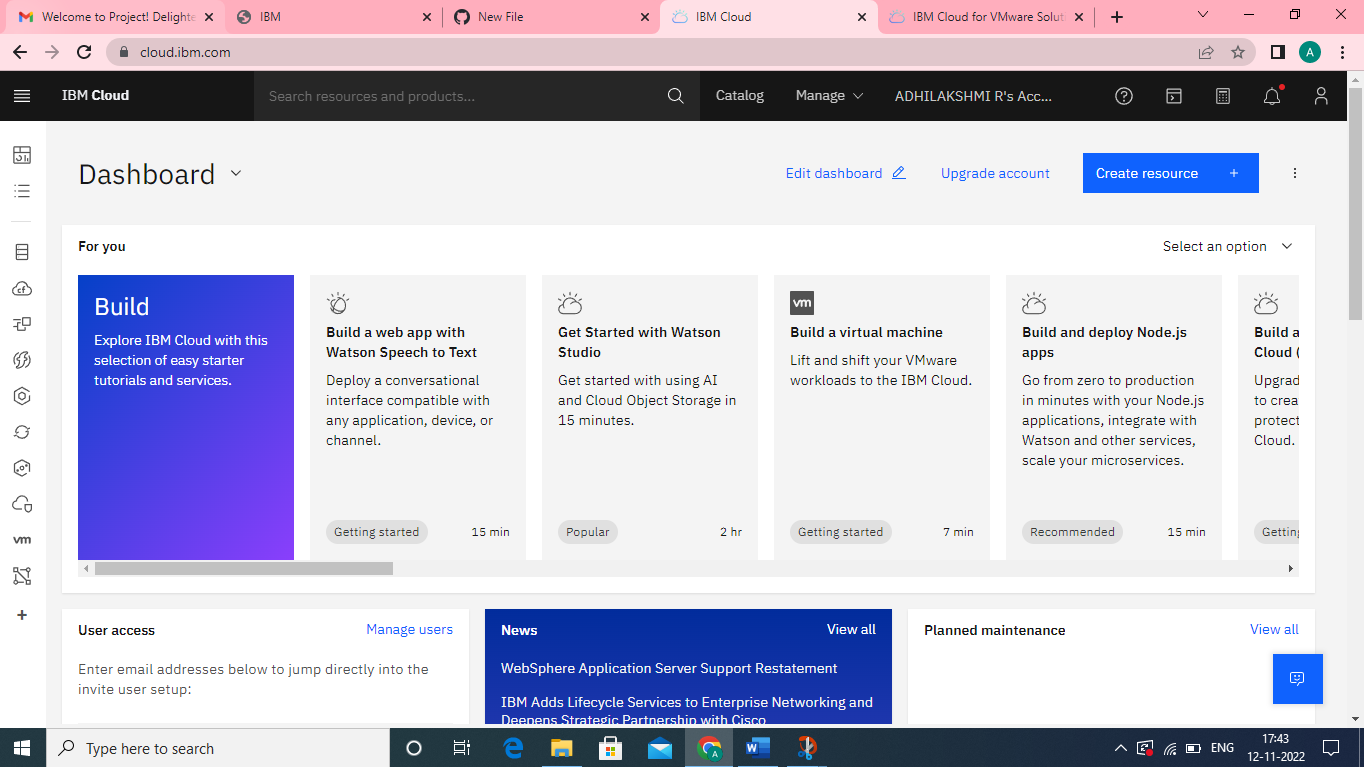 Welcome to Project! Delighte
IBM
New File
IBM Cloud
IBM Cloud for VMware Solut
cloud.ibm.com
A
IBM Cloud
Search resources and products...
Catalog
Manage
ADHILAKSHMI R's Acc...
Dashboard
Edit dashboard
Upgrade account
Create resource +
For you
Select an option
Build
Explore IBM Cloud with this
selection of easy starter
tutorials and services.
Build a web app with
Watson Speech to Text
Deploy a conversational
interface compatible with
any application, device, or
channel.
Getting started
15 min
Get Started with Watson
Studio
Get started with using AI
and Cloud Object Storage in
15 minutes.
Popular
2 hr
vm
Build a virtual machine
Lift and shift your VMware
workloads to the IBM Cloud.
Getting started
7 min
Build and deploy Node.js
apps
Go from zero to production
in minutes with your Node.js
applications, integrate with
Watson and other services,
scale your microservices.
Recommended
15 min
Build a
Cloud (
Upgrad
to crea
protect
Cloud.
Getting
cf
vm
User access
Manage users
Enter email addresses below to jump directly into the
invite user setup:
News
View all
WebSphere Application Server Support Restatement
IBM Adds Lifecycle Services to Enterprise Networking and
Deepens Strategic Partnership with Cisco
Planned maintenance
View all
Type here to search
ENG
17:43
12-11-2022